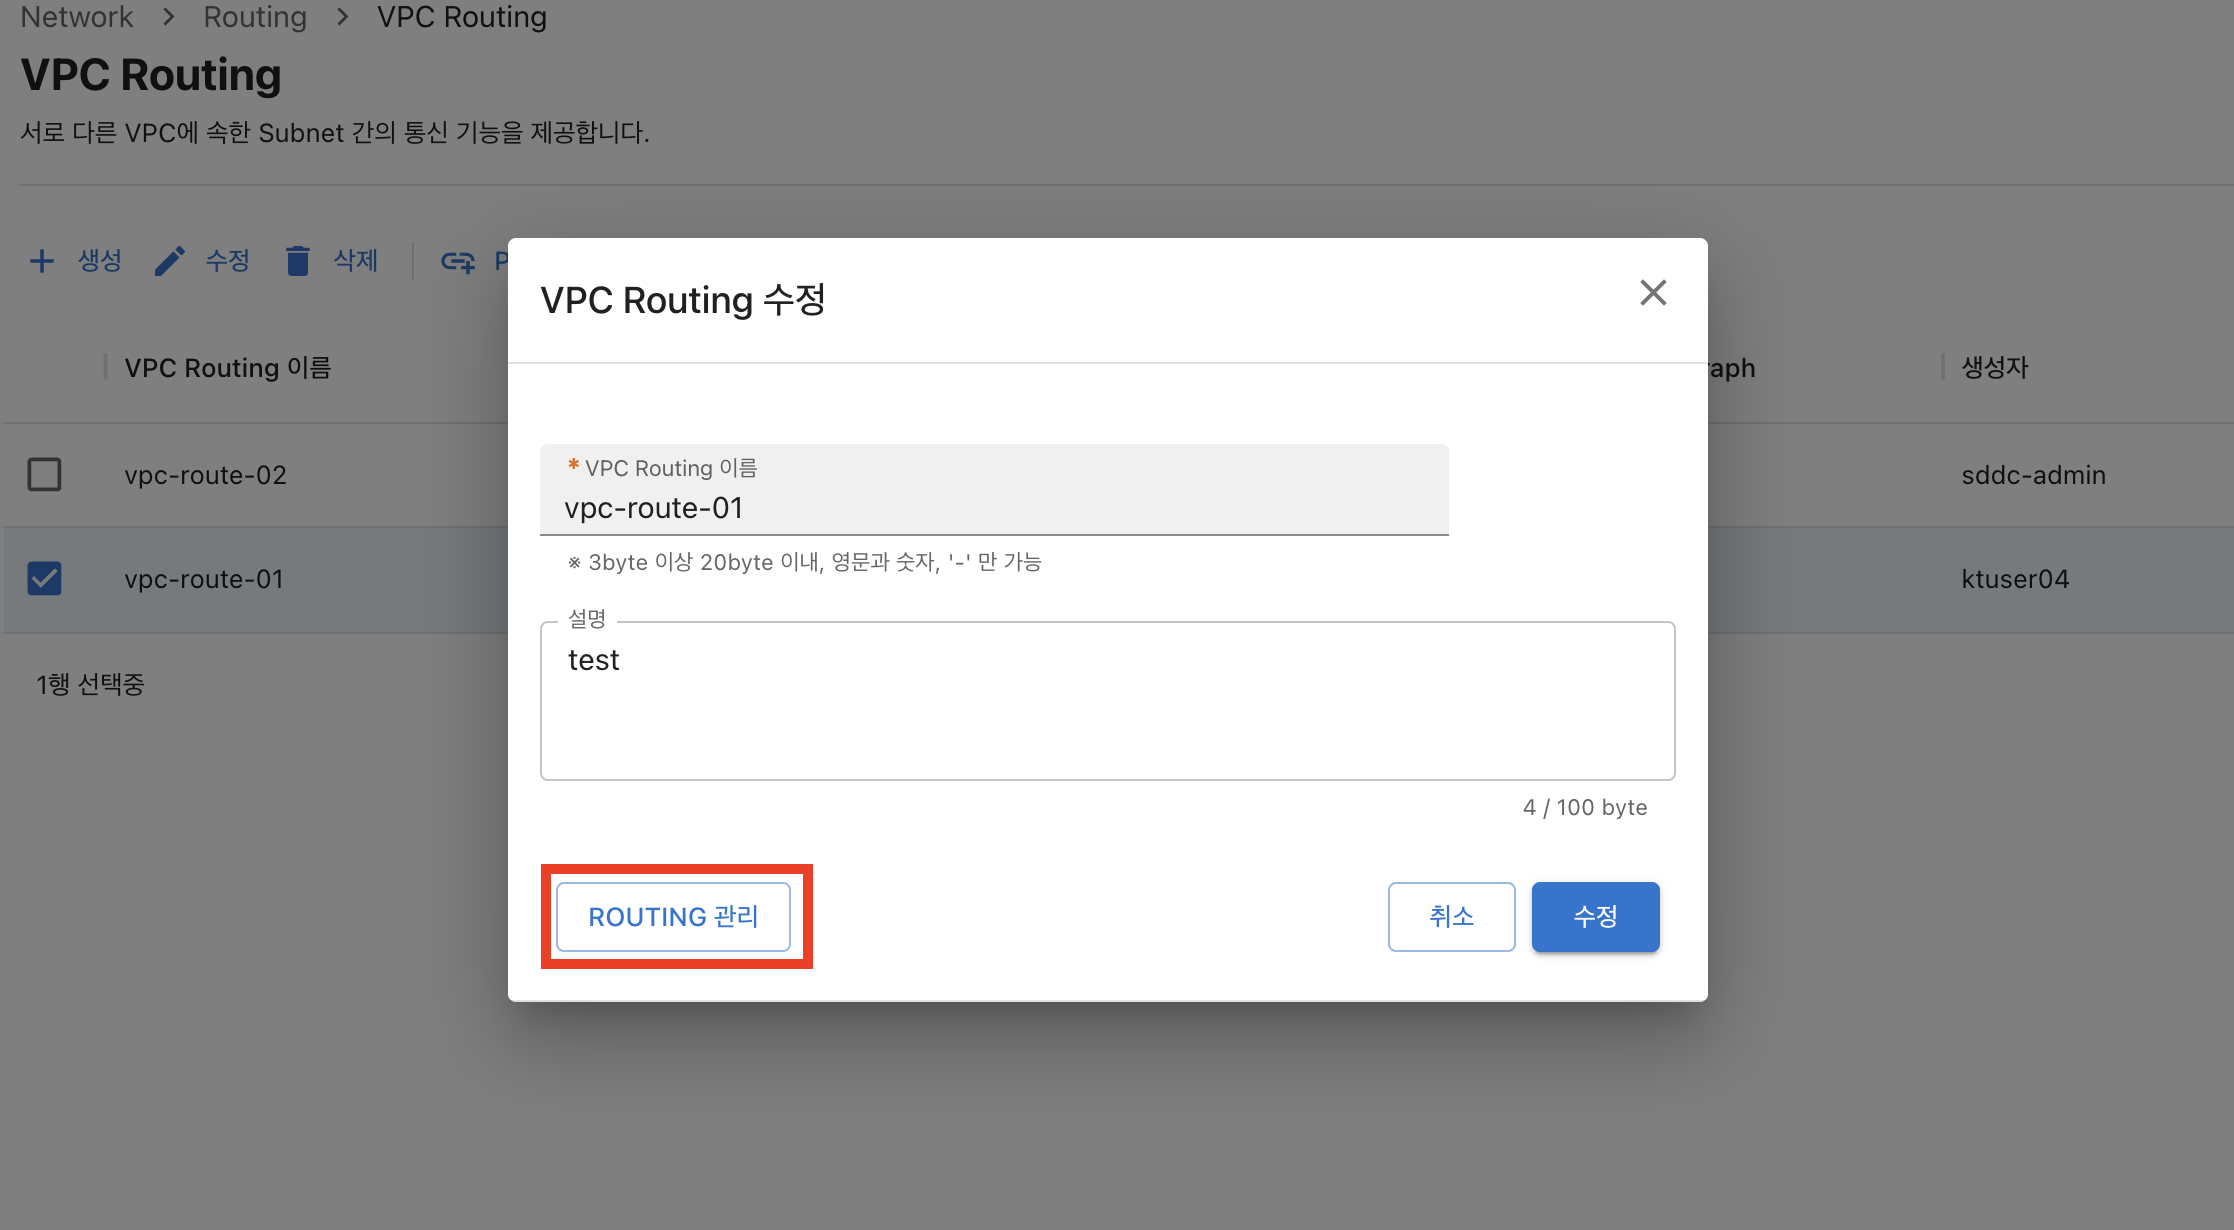 Network > Routing > VPC Routing
VPC Routing
서로 다른 VPC에 속한 Subnet 간의 통신 기능을 제공합니다.
생성 수정 삭제
VPC Routing 이름 생성자
vpc-route-02 sddc-admin
vpc-route-01 ktuser04
1행 선택중
VPC Routing 수정
* VPC Routing 이름
vpc-route-01
※ 3byte 이상 20byte 이내, 영문과 숫자, '-' 만 가능
설명
test
4 / 100 byte
ROUTING 관리 취소 수정